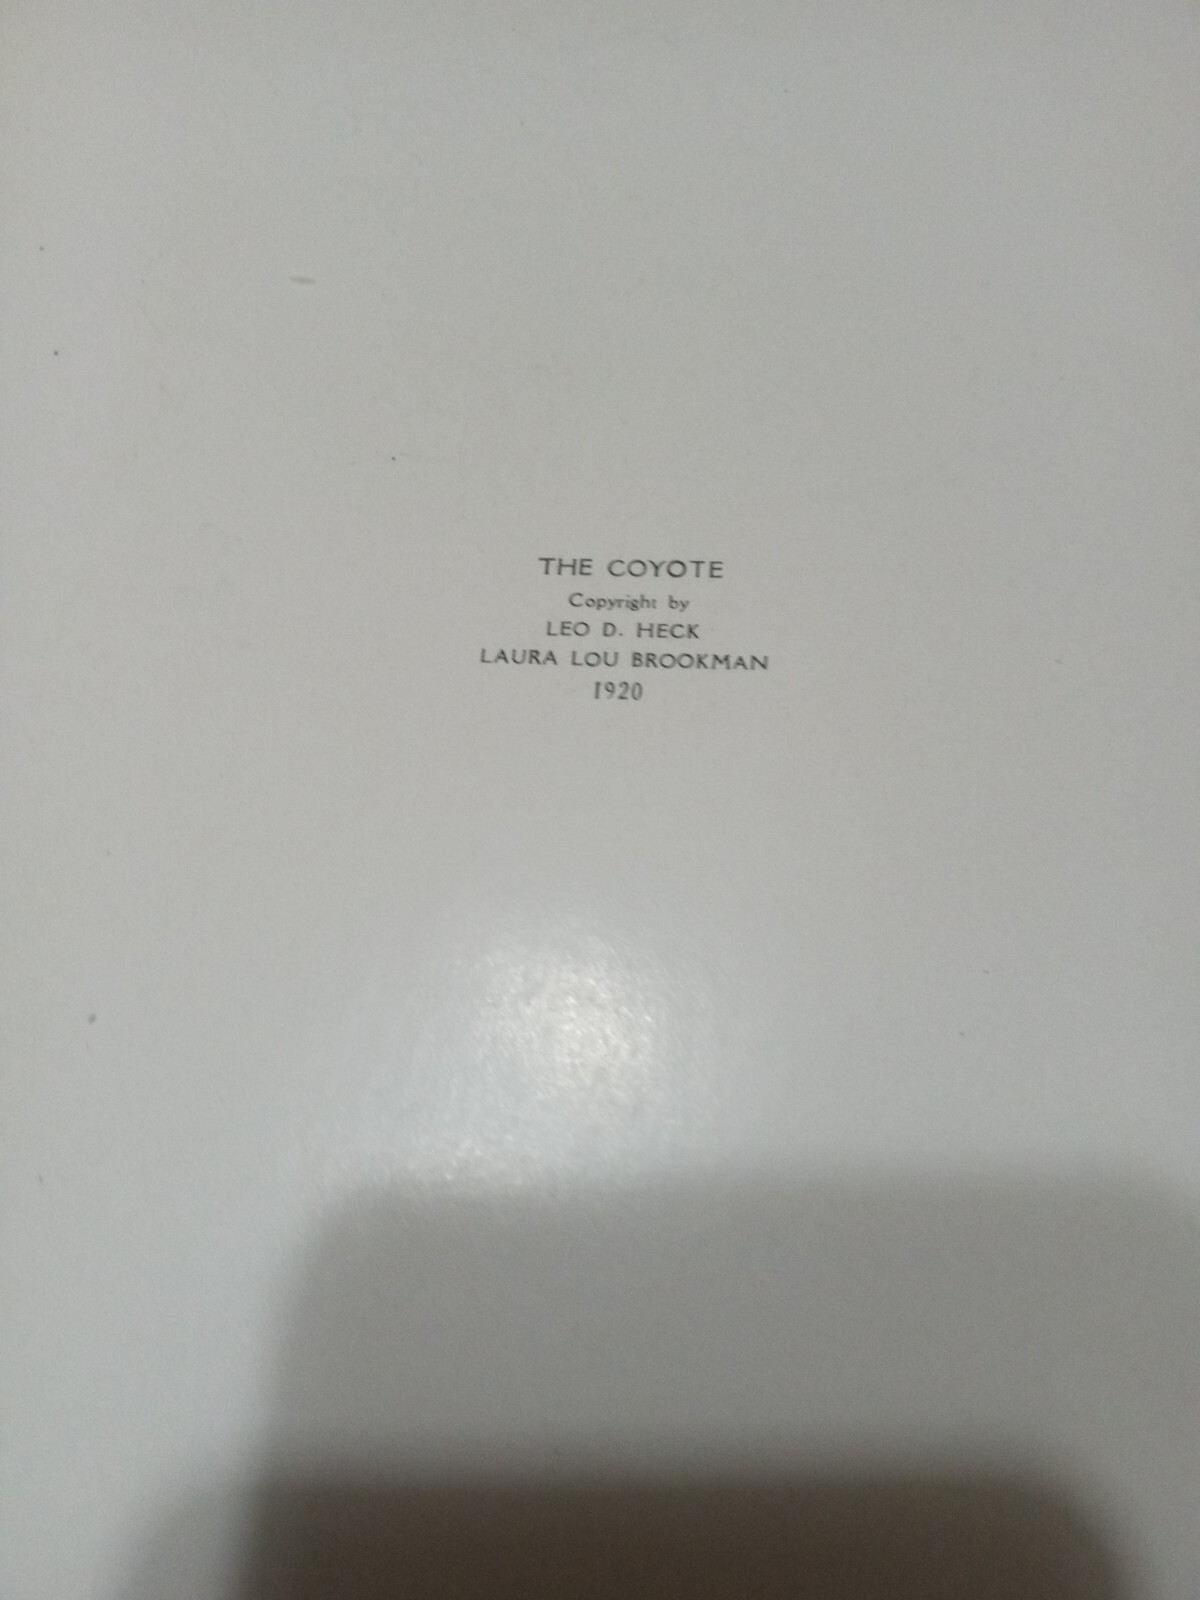 THE COYOTE
Copyright by
LEO D. HECK
LAURA LOU BROOKMAN
1920